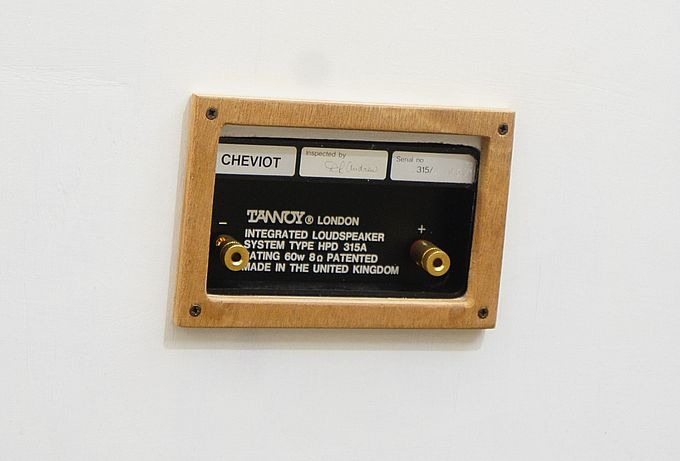 CHEVIOT
Inspected by
Serial no
315/
TANNOY ® LONDON
INTEGRATED LOUDSPEAKER
SYSTEM TYPE HPD 315A
RATING 60w 8Ω PATENTED
MADE IN THE UNITED KINGDOM
- +